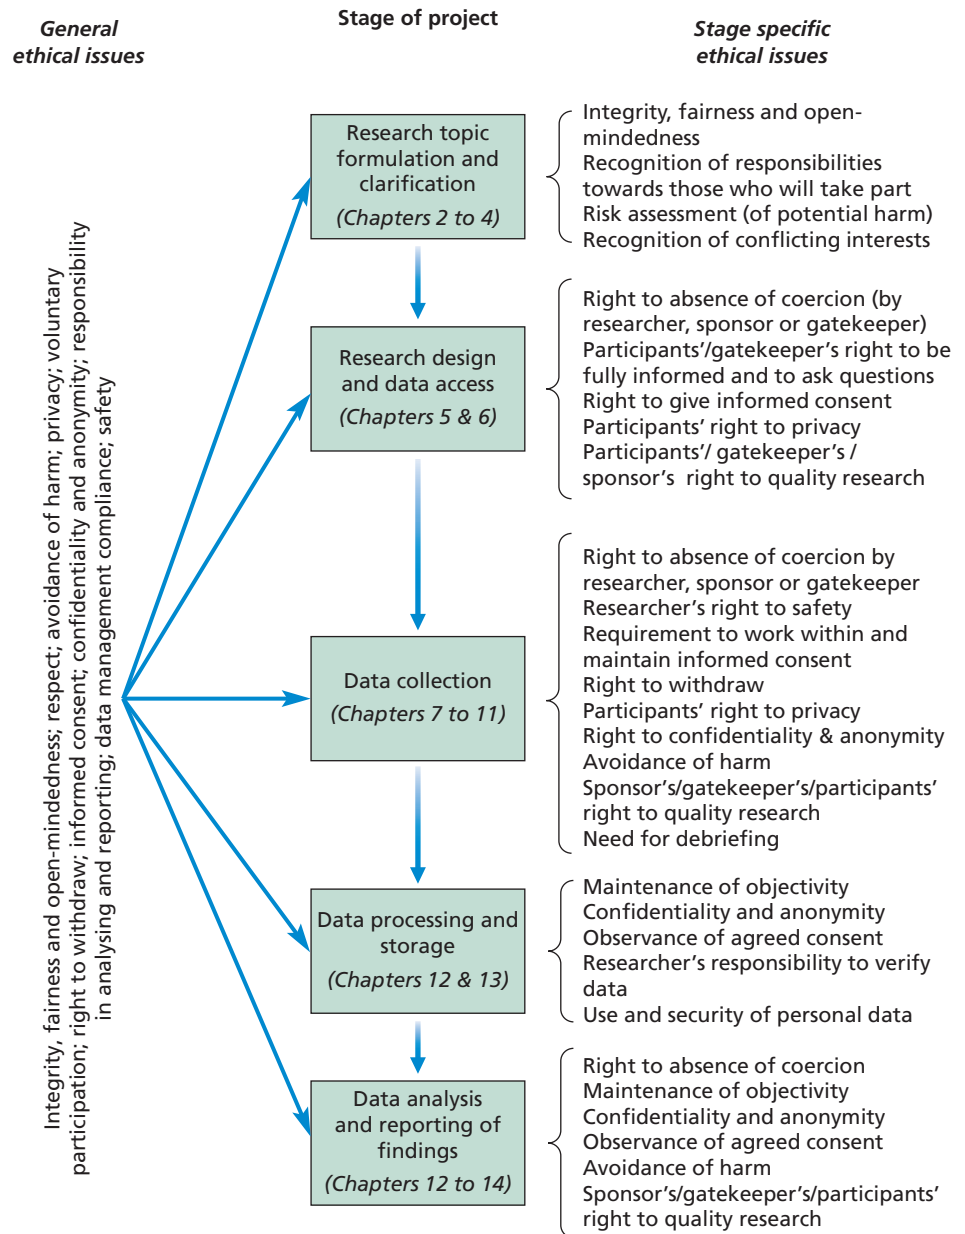 General
ethical issues
Stage of project
Stage specific
ethical issues
Integrity, fairness and open-mindedness; respect; avoidance of harm; privacy; voluntary
participation; right to withdraw; informed consent; confidentiality and anonymity; responsibility
in analysing and reporting; data management compliance; safety
Research topic
formulation and
clarification
(Chapters 2 to 4)
Integrity, fairness and open-
mindedness
Recognition of responsibilities
towards those who will take part
Risk assessment (of potential harm)
Recognition of conflicting interests
Research design
and data access
(Chapters 5 & 6)
Right to absence of coercion (by
researcher, sponsor or gatekeeper)
Participants’/gatekeeper’s right to be
fully informed and to ask questions
Right to give informed consent
Participants’ right to privacy
Participants’/ gatekeeper’s /
sponsor’s right to quality research
Data collection
(Chapters 7 to 11)
Right to absence of coercion by
researcher, sponsor or gatekeeper
Researcher’s right to safety
Requirement to work within and
maintain informed consent
Right to withdraw
Participants’ right to privacy
Right to confidentiality & anonymity
Avoidance of harm
Sponsor’s/gatekeeper’s/participants’
right to quality research
Need for debriefing
Data processing and
storage
(Chapters 12 & 13)
Maintenance of objectivity
Confidentiality and anonymity
Observance of agreed consent
Researcher’s responsibility to verify
data
Use and security of personal data
Data analysis
and reporting of
findings
(Chapters 12 to 14)
Right to absence of coercion
Maintenance of objectivity
Confidentiality and anonymity
Observance of agreed consent
Avoidance of harm
Sponsor’s/gatekeeper’s/participants’
right to quality research